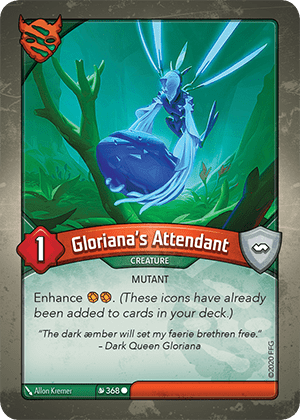 1
Gloriana's Attendant
CREATURE
MUTANT
Enhance . (These icons have already
been added to cards in your deck.)
"The dark æmber will set my faerie brethren free."
– Dark Queen Gloriana
Allon Kremer
368
©2020 FFG